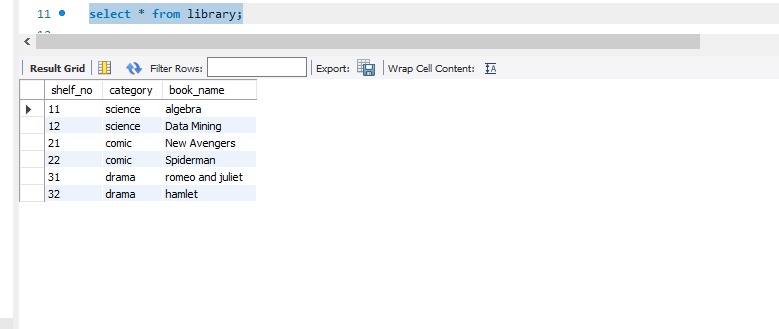 11 select * from library;
Result Grid Filter Rows: Export: Wrap Cell Content:
shelf_no category book_name
11 science algebra
12 science Data Mining
21 comic New Avengers
22 comic Spiderman
31 drama romeo and juliet
32 drama hamlet